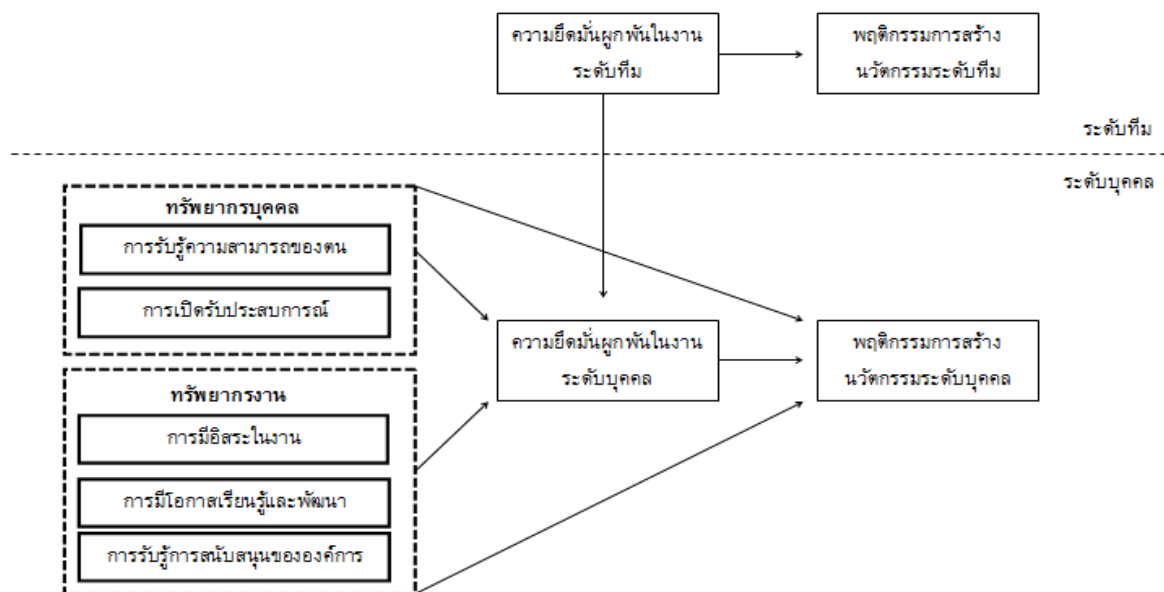 ความยึดมั่นผูกพันในงาน
ระดับทีม
พฤติกรรมการสร้าง
นวัตกรรมระดับทีม
ระดับทีม
ระดับบุคคล
ทรัพยากรบุคคล
การรับรู้ความสามารถของตน
การเปิดรับประสบการณ์
ความยึดมั่นผูกพันในงาน
ระดับบุคคล
พฤติกรรมการสร้าง
นวัตกรรมระดับบุคคล
ทรัพยากรงาน
การมีอิสระในงาน
การมีโอกาสเรียนรู้และพัฒนา
การรับรู้การสนับสนุนขององค์การ